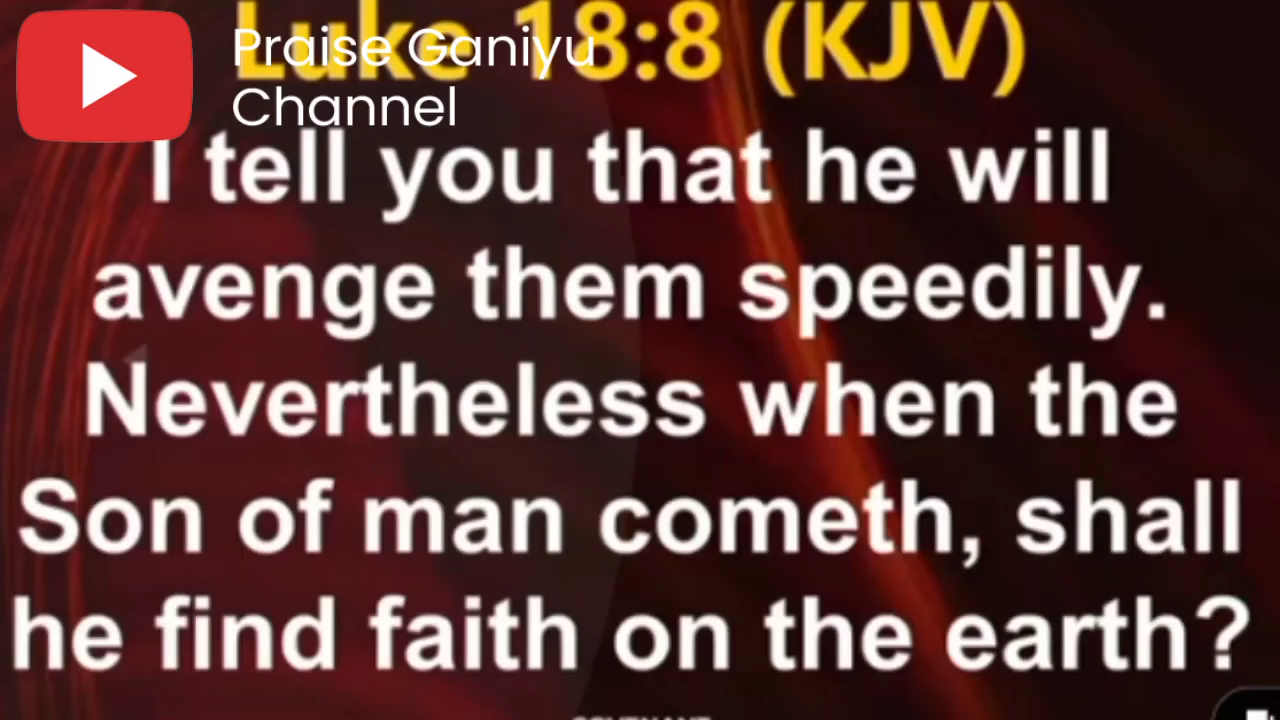 Luke 18:8 (KJV)
Praise Ganiyu
Channel
I tell you that he will
avenge them speedily.
Nevertheless when the
Son of man cometh, shall
he find faith on the earth?